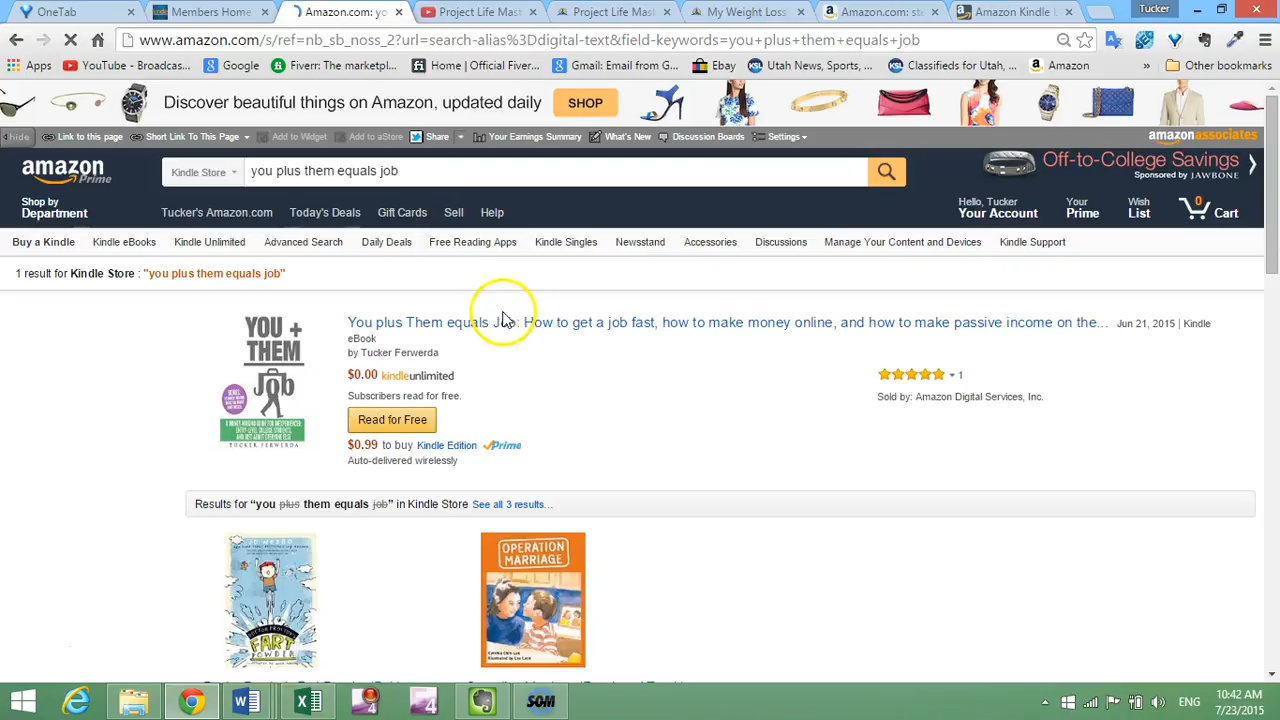 OneTab
Members Home
Amazon.com: yo
Project Life Mast
Project Life Mast
My Weight Loss
Amazon.com: ste
Amazon Kindle L
Tucker
www.amazon.com/s/ref=nb_sb_noss_2?url=search-alias%3Ddigital-text&field-keywords=you+plus+them+equals+job
Apps
YouTube - Broadcas...
Google
Fiverr: The marketpl...
Home | Official Fiver...
Gmail: Email from G...
Ebay
Utah News, Sports, ...
Classifieds for Utah, ...
Amazon
»
Other bookmarks
Discover beautiful things on Amazon, updated daily
SHOP
hide
Link to this page
Short Link To This Page
Add to Widget
Add to aStore
Share
Your Earnings Summary
What's New
Discussion Boards
Settings
amazonassociates
amazon
Prime
Kindle Store
you plus them equals job
Off-to-College Savings
Sponsored by JAWBONE
Shop by
Department
Tucker's Amazon.com
Today's Deals
Gift Cards
Sell
Help
Hello, Tucker
Your Account
Your
Prime
Wish
List
0
Cart
Buy a Kindle
Kindle eBooks
Kindle Unlimited
Advanced Search
Daily Deals
Free Reading Apps
Kindle Singles
Newsstand
Accessories
Discussions
Manage Your Content and Devices
Kindle Support
1 result for Kindle Store : "you plus them equals job"
YOU +
THEM
Job
TUCKER FERWERDA
You plus Them equals Job: How to get a job fast, how to make money online, and how to make passive income on the... Jun 21, 2015 | Kindle
eBook
by Tucker Ferwerda
$0.00 kindleunlimited
Subscribers read for free.
Read for Free
$0.99 to buy Kindle Edition Prime
Auto-delivered wirelessly
1
Sold by: Amazon Digital Services, Inc.
Results for “you plus them equals job” in Kindle Store See all 3 results...
JO NESBO
FART
POWDER
OPERATION
MARRIAGE
SOM
ENG
10:42 AM
7/23/2015